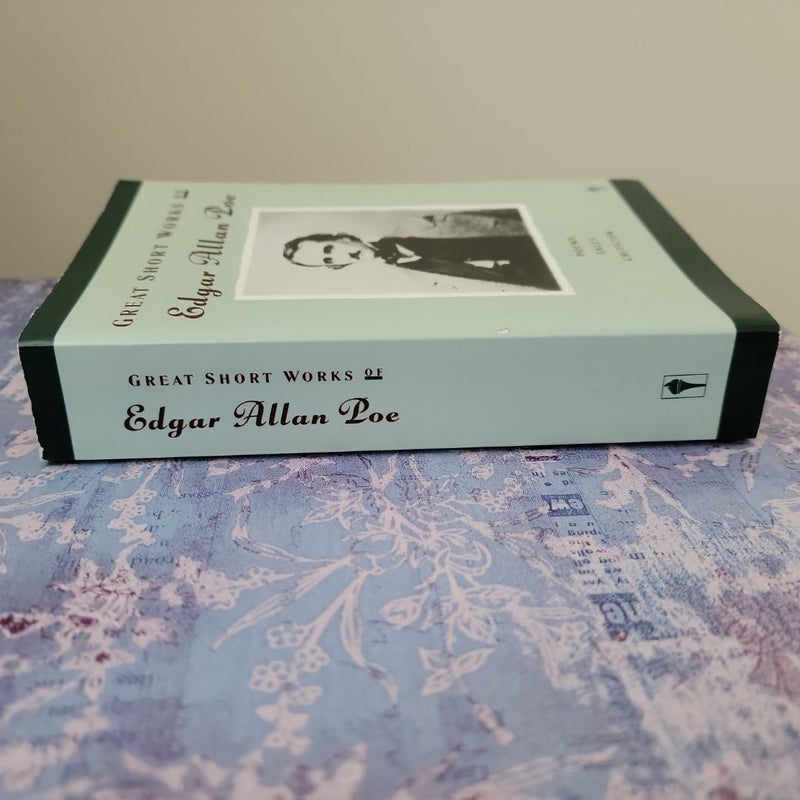 GREAT SHORT WORKS OF
Edgar Allan Poe
POEMS
TALES
CRITICISM
GREAT SHORT WORKS OF
Edgar Allan Poe